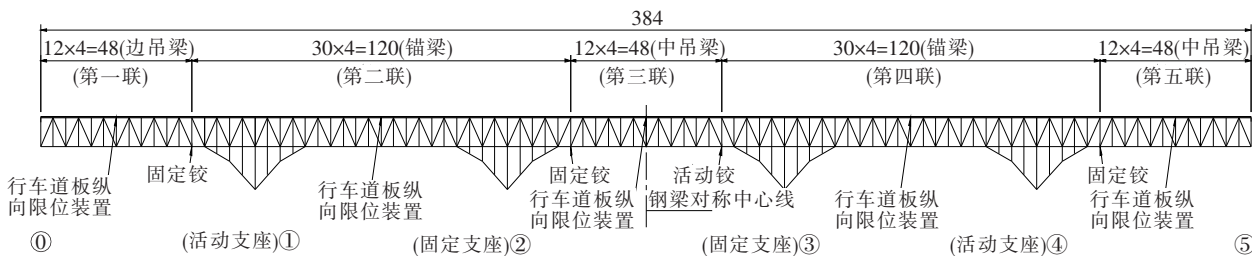 384
12×4=48(边吊梁)
30×4=120(锚梁)
12×4=48(中吊梁)
30×4=120(锚梁)
12×4=48(中吊梁)
(第一联)
(第二联)
(第三联)
(第四联)
(第五联)
行车道板纵
向限位装置
固定铰
行车道板纵
向限位装置
固定铰
行车道板纵
向限位装置
活动铰
钢梁对称中心线
行车道板纵
向限位装置
固定铰
行车道板纵
向限位装置
⓪
(活动支座)①
(固定支座)②
(固定支座)③
(活动支座)④
⑤